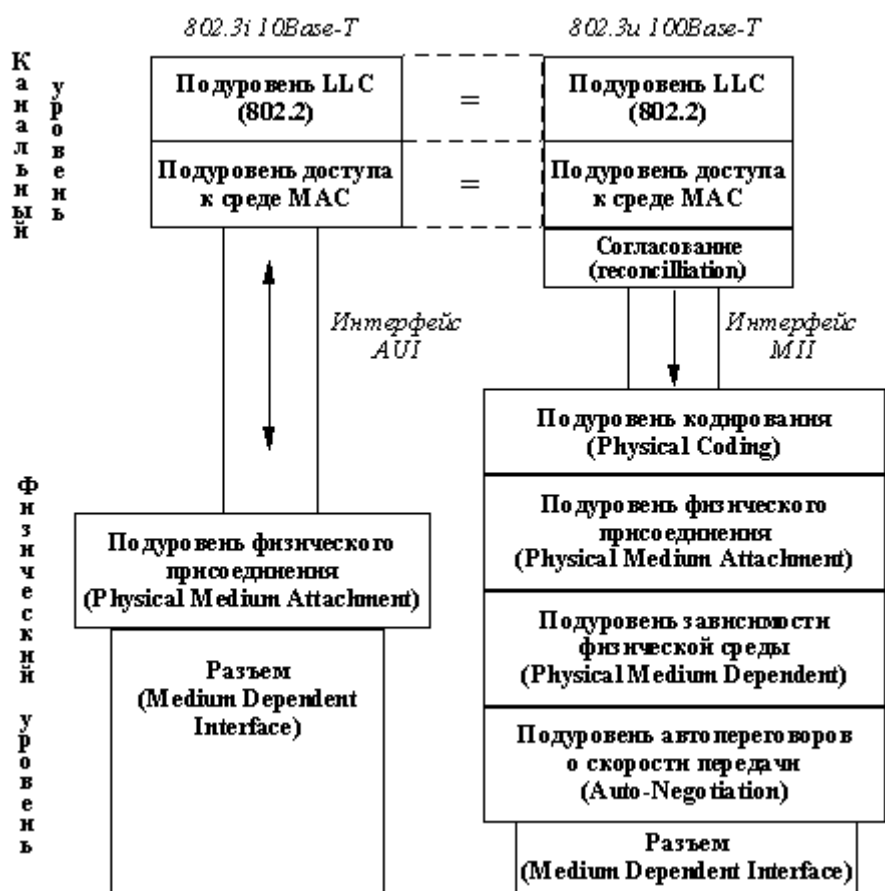 802.3i 10Base-T
802.3u 100Base-T
Канальный
уровень
Подуровень LLC
(802.2)
=
Подуровень LLC
(802.2)
Подуровень доступа
к среде MAC
=
Подуровень доступа
к среде MAC
Согласование
(reconcilliation)
Интерфейс
AUI
Интерфейс
MII
Физический уровень
Подуровень физического
присоединения
(Physical Medium Attachment)
Разъем
(Medium Dependent
Interface)
Подуровень кодирования
(Physical Coding)
Подуровень физического
присоединения
(Physical Medium Attachment)
Подуровень зависимости
физической среды
(Physical Medium Dependent)
Подуровень автопереговоров
о скорости передачи
(Auto-Negotiation)
Разъем
(Medium Dependent Interface)